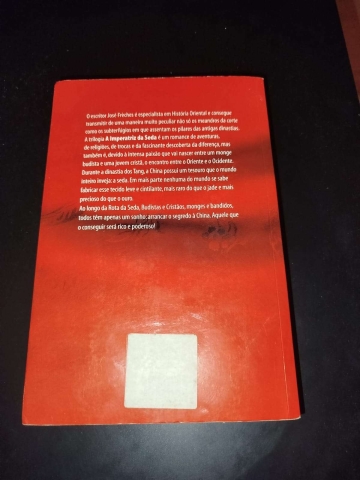 O escritor José Frèches é especialista em História Oriental e consegue
transmitir de uma maneira muito peculiar não só os meandros da corte
como os subterfúgios em que assentam os pilares das antigas dinastias.
A trilogia A Imperatriz da Seda é um romance de aventuras,
de religiões, de trocas e da fascinante descoberta da diferença, mas
também é, devido à intensa paixão que vai nascer entre um monge
budista e uma jovem cristã, o encontro entre o Oriente e o Ocidente.
Durante a dinastia dos Tang, a China possui um tesouro que o mundo
inteiro inveja: a seda. Em mais parte nenhuma do mundo se sabe
fabricar esse tecido leve e cintilante, mais raro do que o jade e mais
precioso do que o ouro.
Ao longo da Rota da Seda, Budistas e Cristãos, monges e bandidos,
todos têm apenas um sonho: arrancar o segredo à China. Aquele que
o conseguir será rico e poderoso!